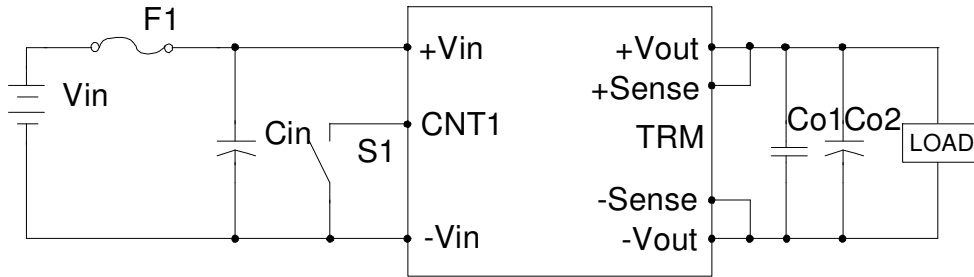 F1
Vin
Cin
S1
+Vin
CNT1
-Vin
+Vout
+Sense
TRM
-Sense
-Vout
Co1
Co2
LOAD